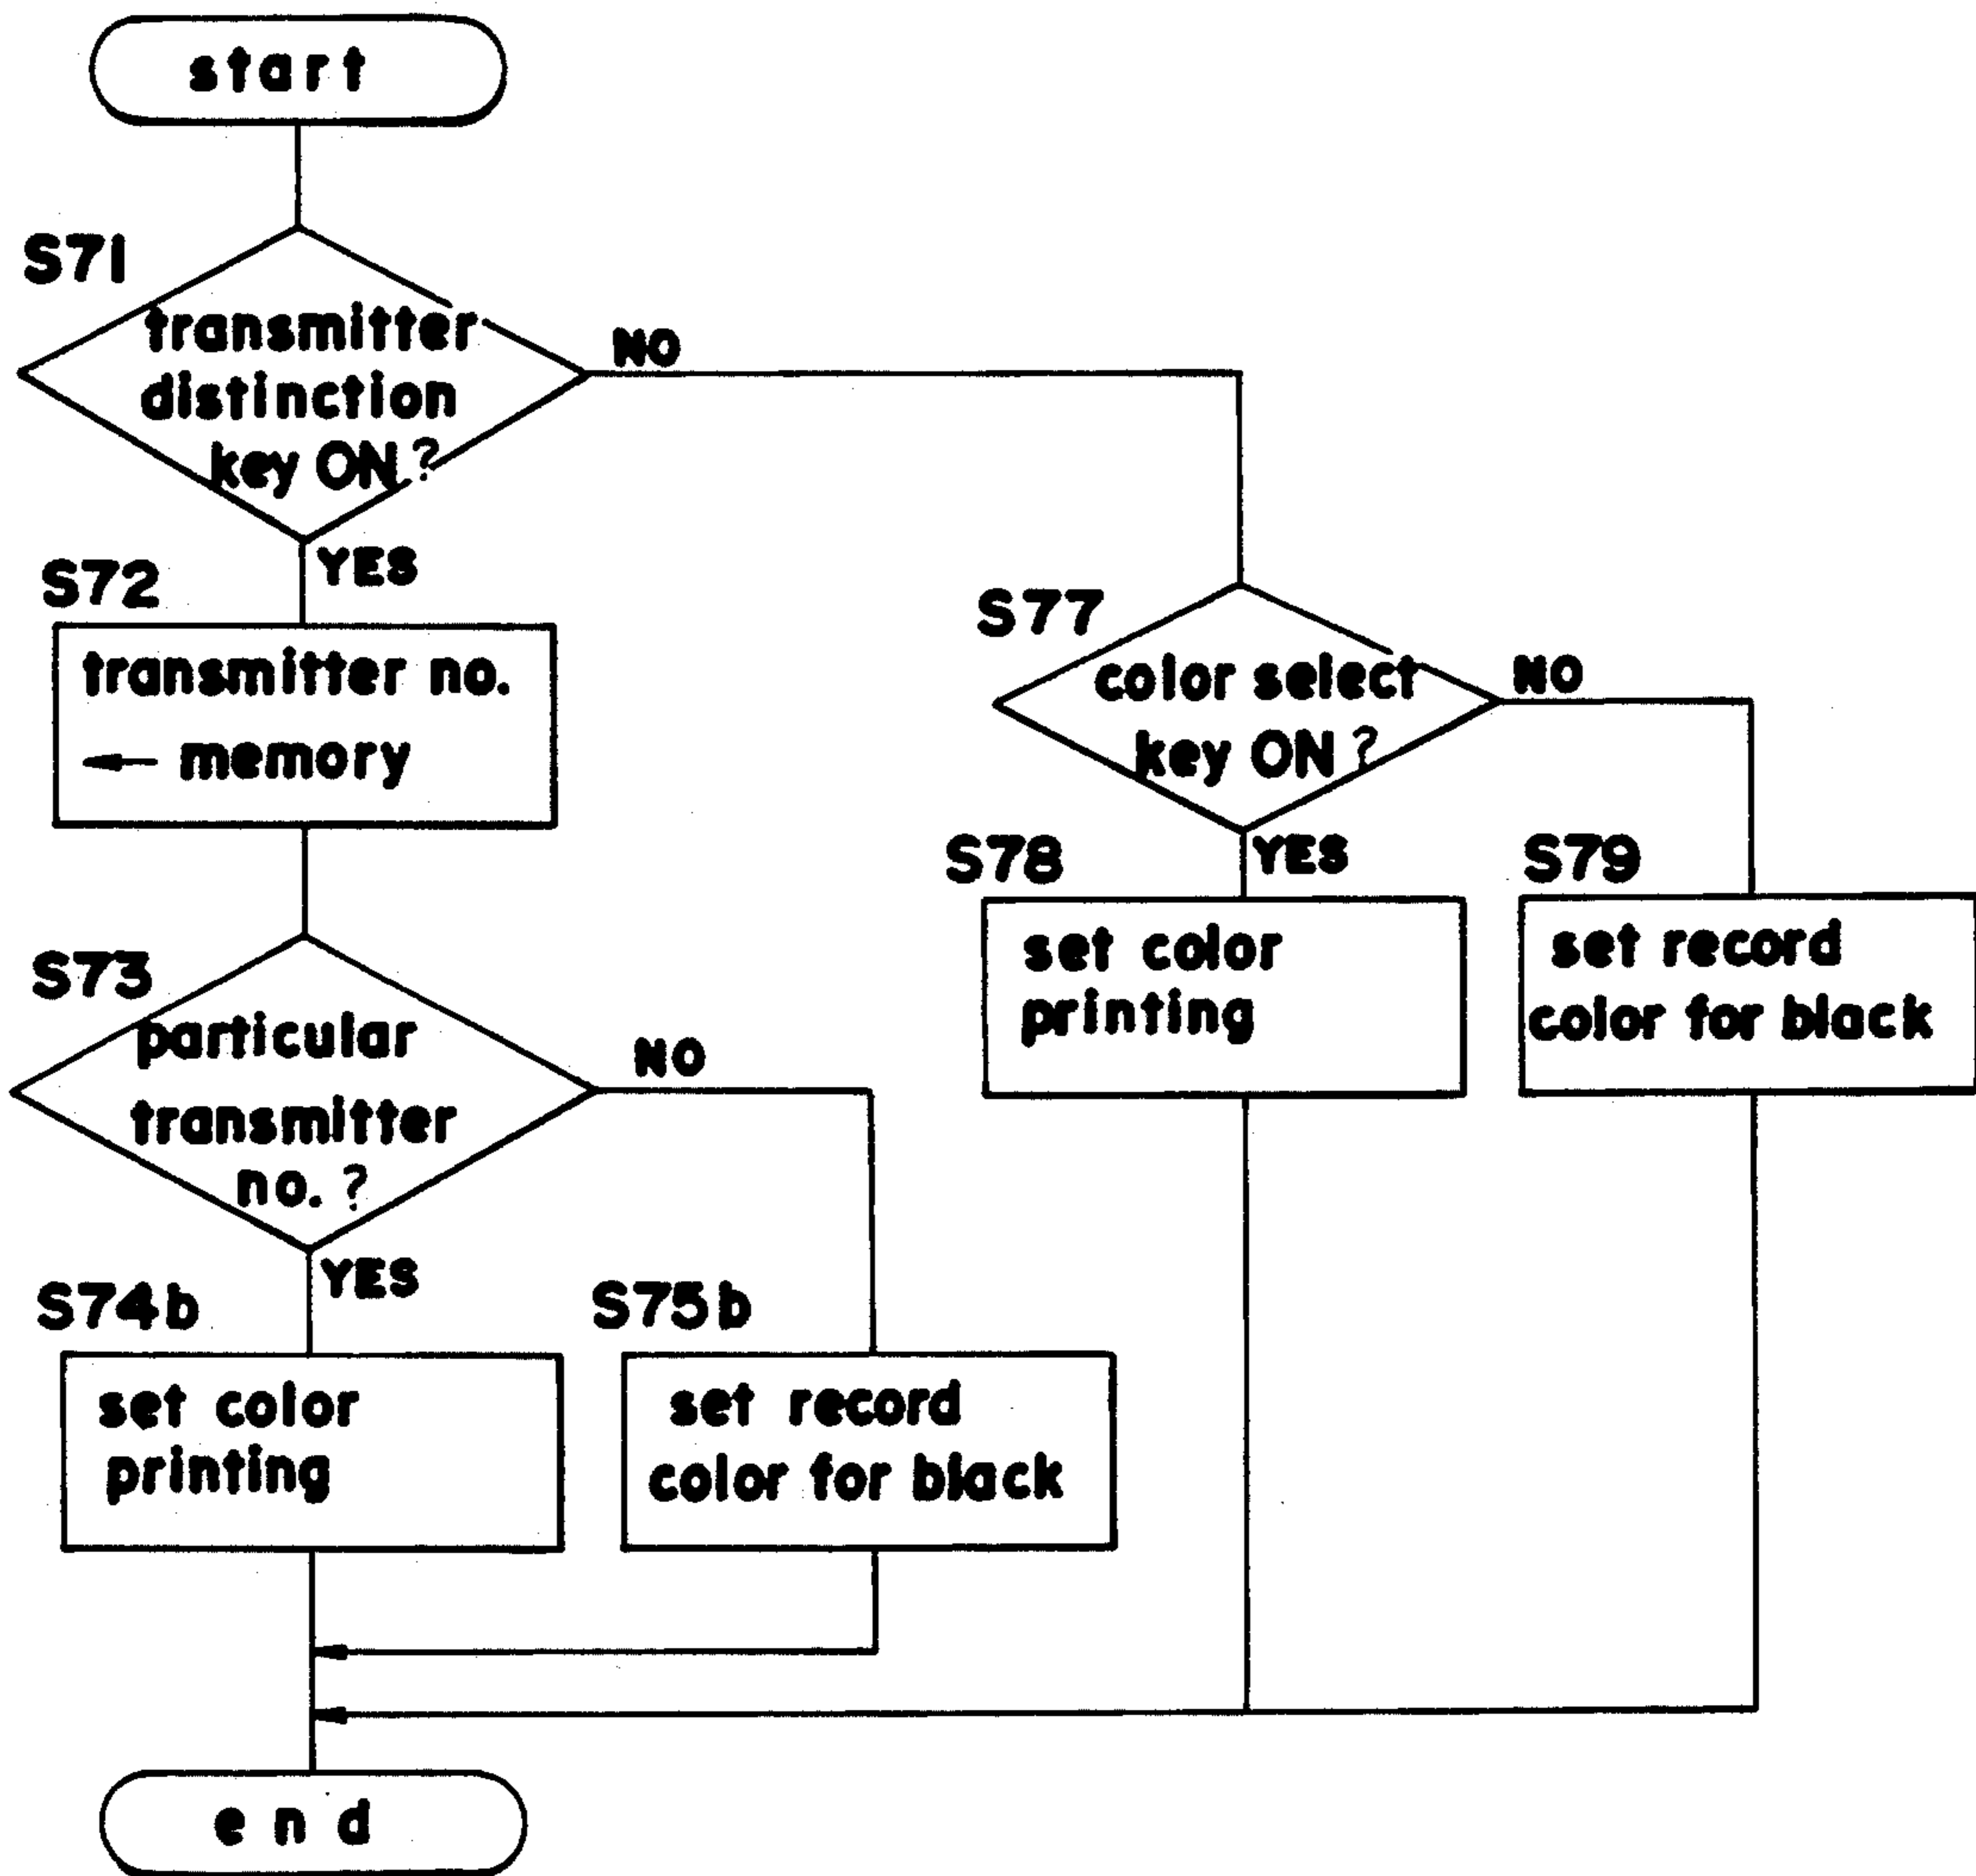 start
S71
transmitter
distinction
key ON ?
NO
YES
S72
transmitter no.
← memory
S73
particular
transmitter
no. ?
NO
YES
S74b
set color
printing
S75b
set record
color for black
S77
color select
key ON ?
NO
YES
S78
set color
printing
S79
set record
color for black
end